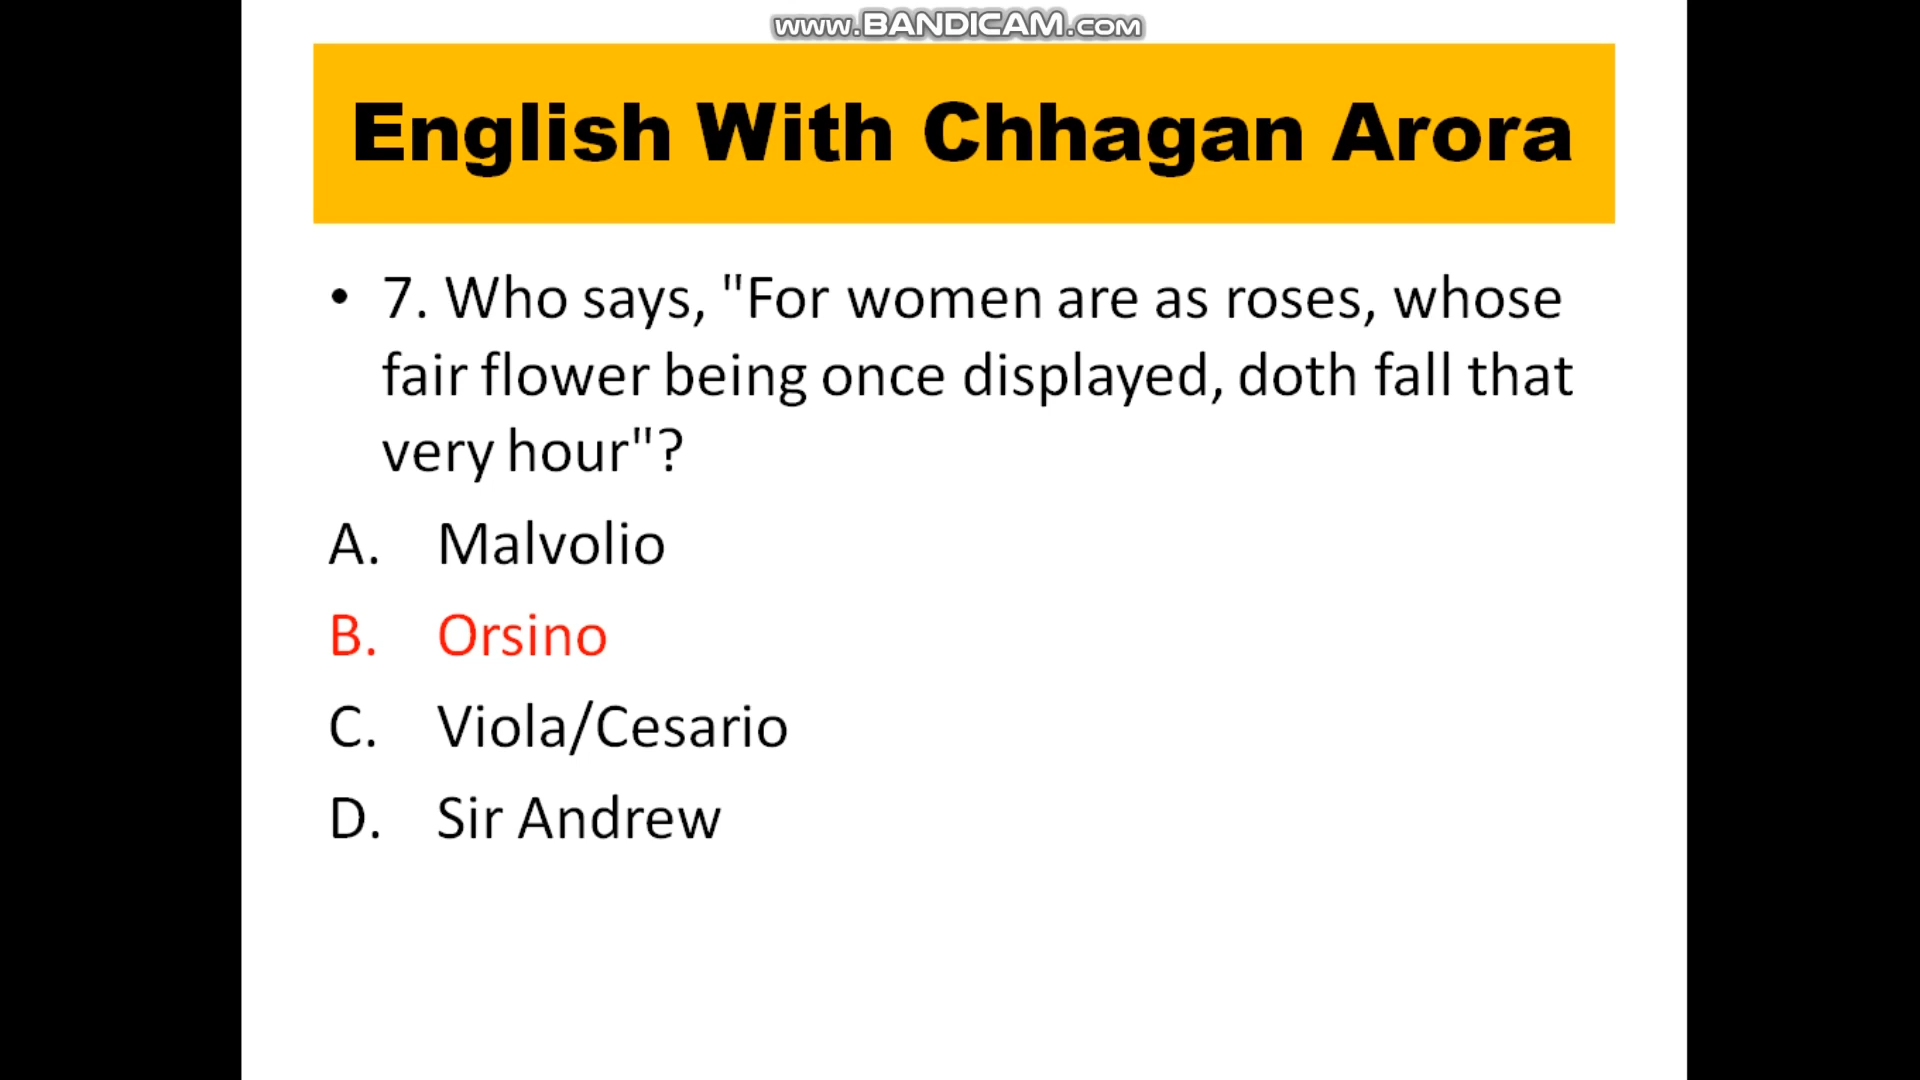 www.BANDICAM.com
English With Chhagan Arora
• 7. Who says, "For women are as roses, whose
fair flower being once displayed, doth fall that
very hour"?
A. Malvolio
B. Orsino
C. Viola/Cesario
D. Sir Andrew